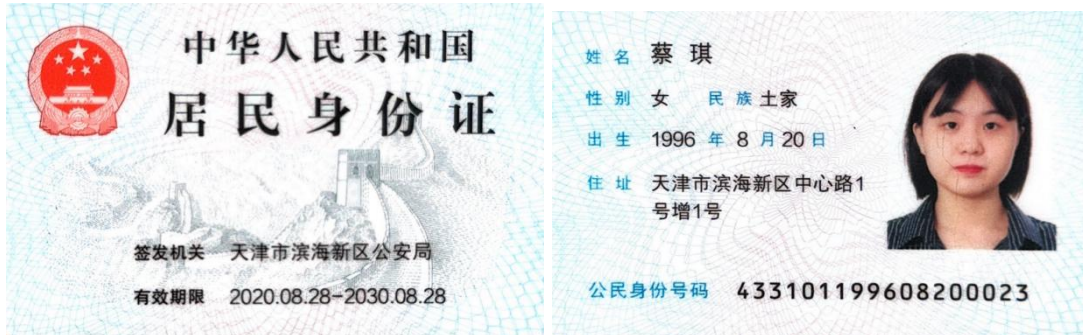 中华人民共和国
居民身份证
签发机关 天津市滨海新区公安局
有效期限 2020.08.28-2030.08.28
姓名 蔡琪
性别 女 民族 土家
出生 1996 年 8 月 20 日
住址 天津市滨海新区中心路1
号增1号
公民身份号码 433101199608200023